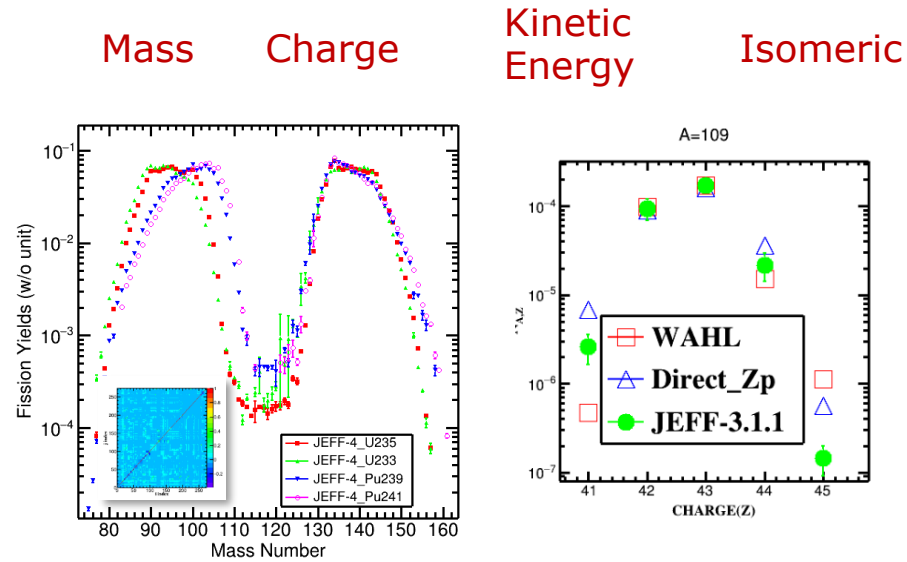 Mass
Charge
Kinetic
Energy
Isomeric
Fission Yields (w/o unit)
10⁻¹
10⁻²
10⁻³
10⁻⁴
80 90 100 110 120 130 140 150 160
Mass Number
JEFF-4_U235
JEFF-4_U233
JEFF-4_Pu239
JEFF-4_Pu241
A=109
10⁻⁴
10⁻⁵
10⁻⁶
10⁻⁷
WAHL
Direct_Zp
JEFF-3.1.1
41 42 43 44 45
CHARGE(Z)